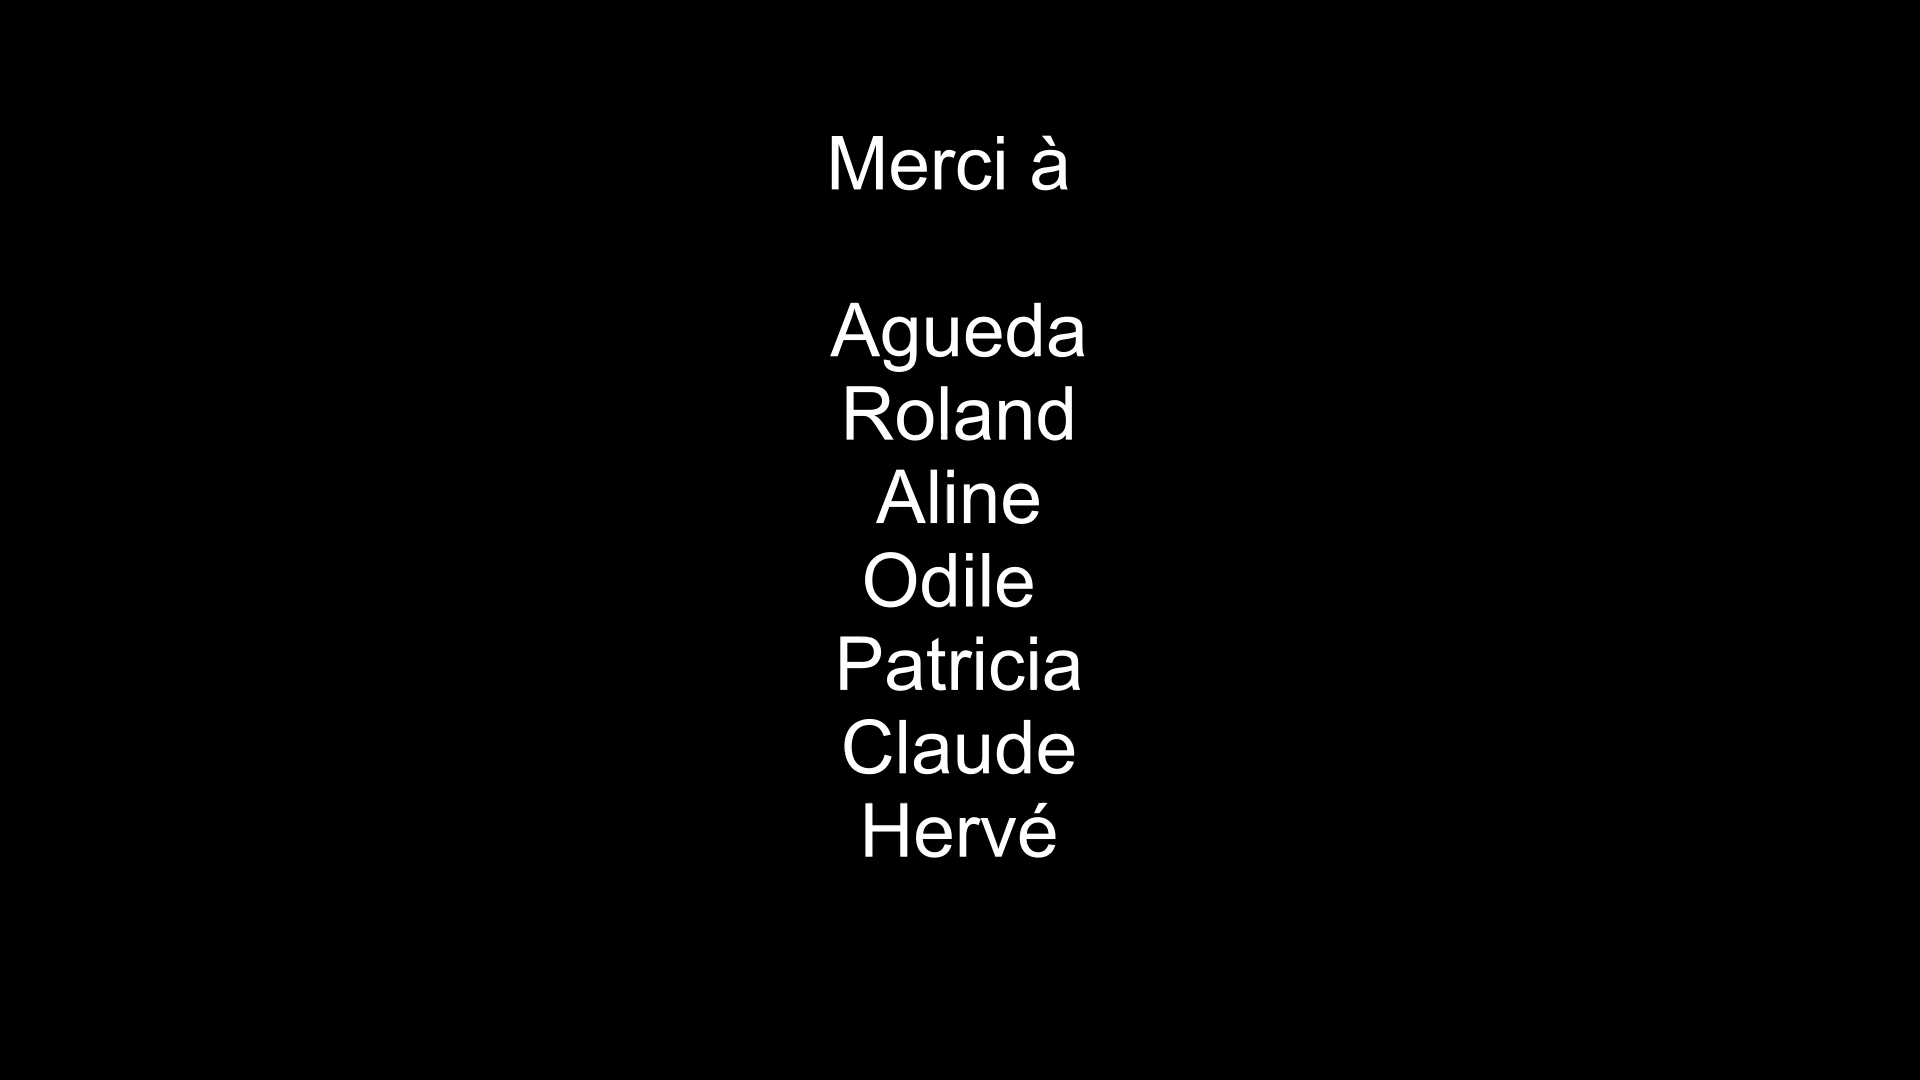 Merci à
Agueda
Roland
Aline
Odile
Patricia
Claude
Hervé